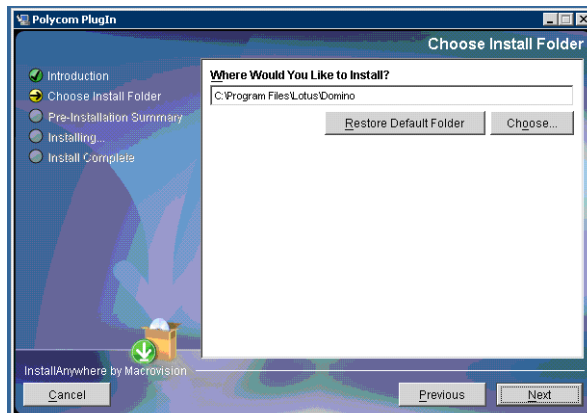 Polycom PlugIn
Choose Install Folder
Introduction
Choose Install Folder
Pre-Installation Summary
Installing...
Install Complete
Where Would You Like to Install?
C:\Program Files\Lotus\Domino
Restore Default Folder
Choose...
InstallAnywhere by Macrovision
Cancel
Previous
Next